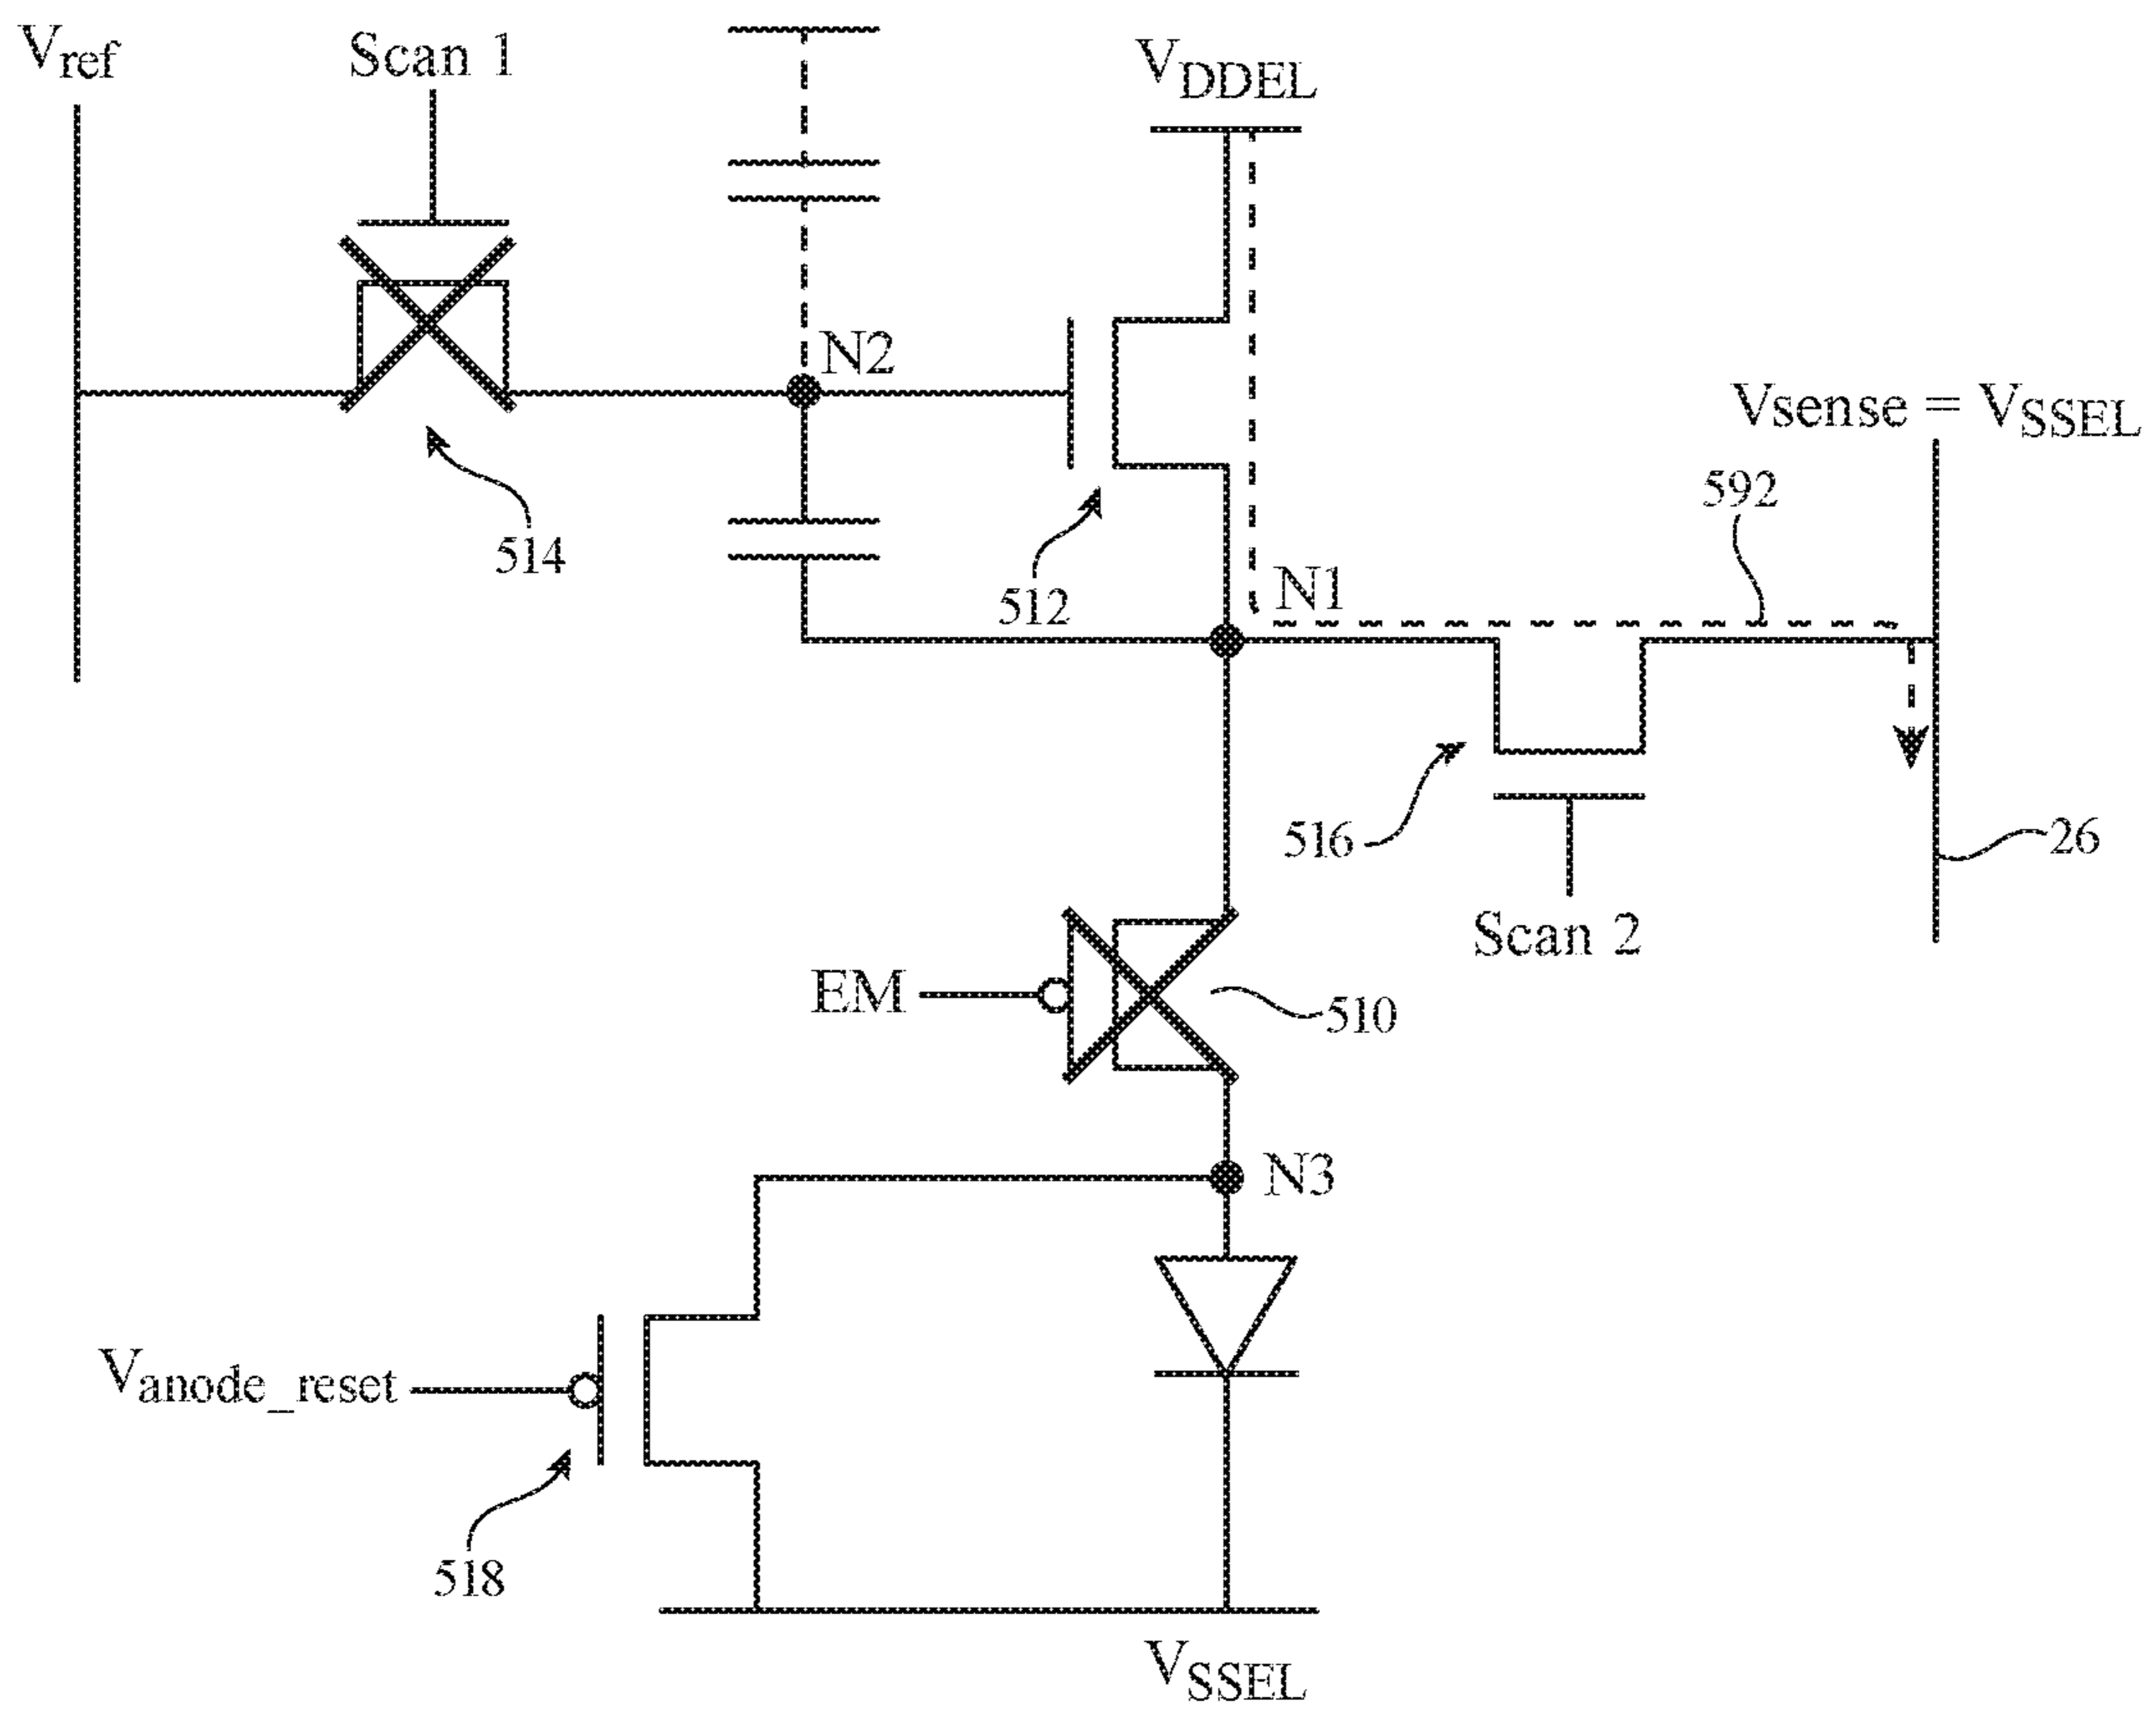 Vref
Scan 1
VDDEL
N2
Vsense = VSSEL
592
514
512
N1
516
26
Scan 2
EM
510
N3
Vanode_reset
518
VSSEL